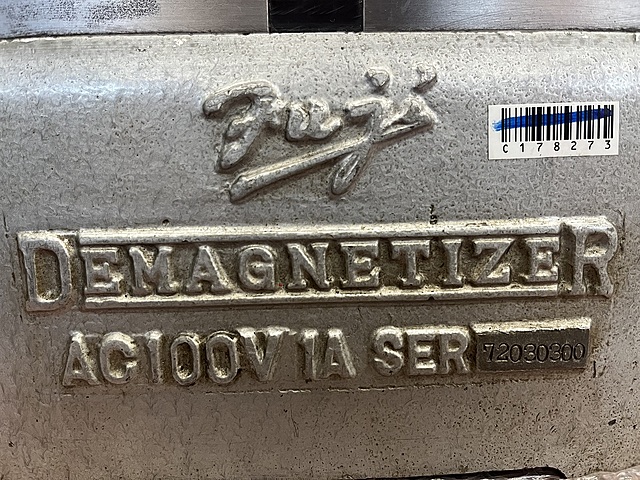 Fuji
C178273
DEMAGNETIZER
AC100V 1A SER 72030300